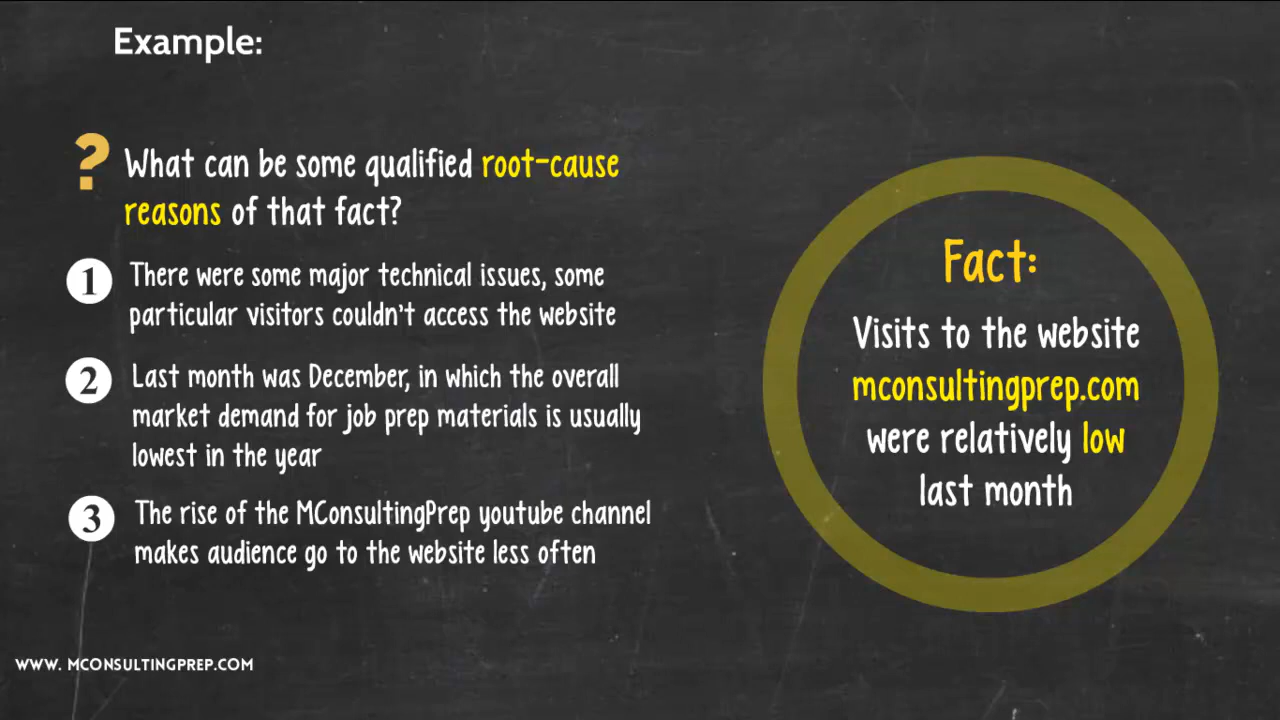 Example:
? What can be some qualified root-cause
reasons of that fact?
1 There were some major technical issues, some
particular visitors couldn't access the website
2 Last month was December, in which the overall
market demand for job prep materials is usually
lowest in the year
3 The rise of the MConsultingPrep youtube channel
makes audience go to the website less often
Fact:
Visits to the website
mconsultingprep.com
were relatively low
last month
WWW. MCONSULTINGPREP.COM